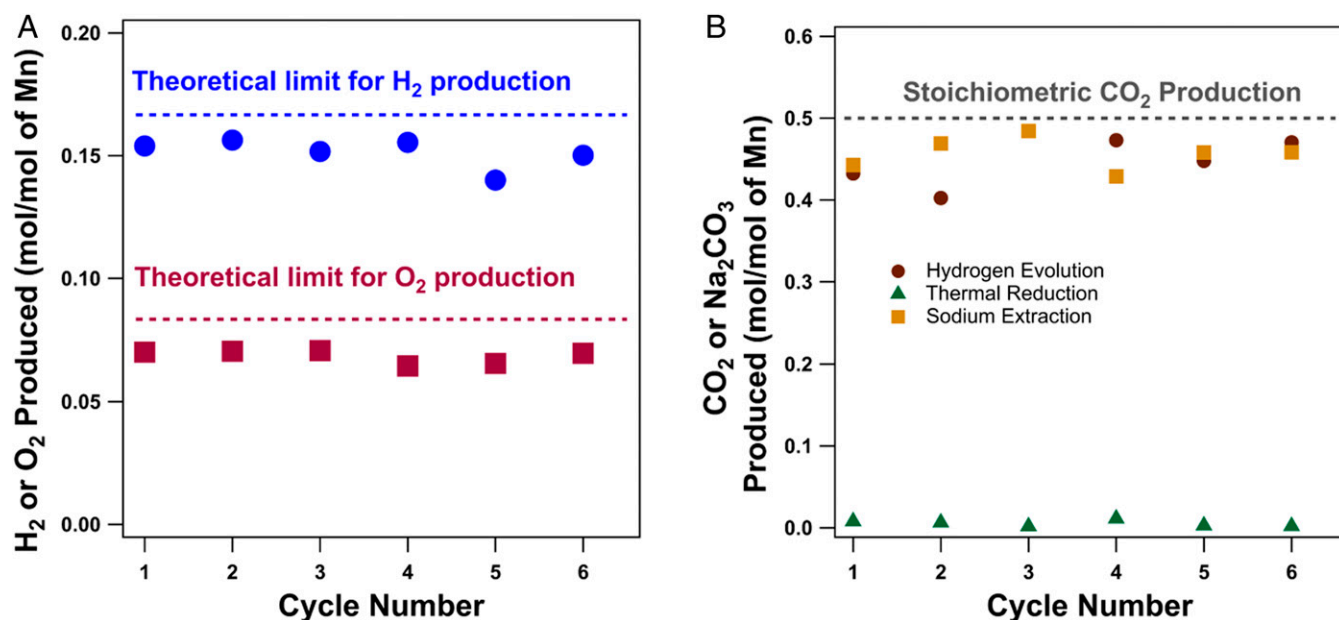 A
H₂ or O₂ Produced (mol/mol of Mn)
0.20
0.15
0.10
0.05
0.00
Theoretical limit for H₂ production
Theoretical limit for O₂ production
1 2 3 4 5 6
Cycle Number
B
CO₂ or Na₂CO₃
Produced (mol/mol of Mn)
0.6
0.5
0.4
0.3
0.2
0.1
0.0
Stoichiometric CO₂ Production
Hydrogen Evolution
Thermal Reduction
Sodium Extraction
1 2 3 4 5 6
Cycle Number